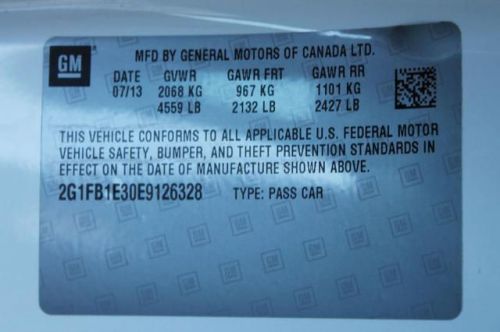 GM
MFD BY GENERAL MOTORS OF CANADA LTD.
DATE GVWR GAWR FRT GAWR RR
07/13 2068 KG 967 KG 1101 KG
4559 LB 2132 LB 2427 LB
THIS VEHICLE CONFORMS TO ALL APPLICABLE U.S. FEDERAL MOTOR
VEHICLE SAFETY, BUMPER, AND THEFT PREVENTION STANDARDS IN
EFFECT ON THE DATE OF MANUFACTURE SHOWN ABOVE.
2G1FB1E30E9126328 TYPE: PASS CAR